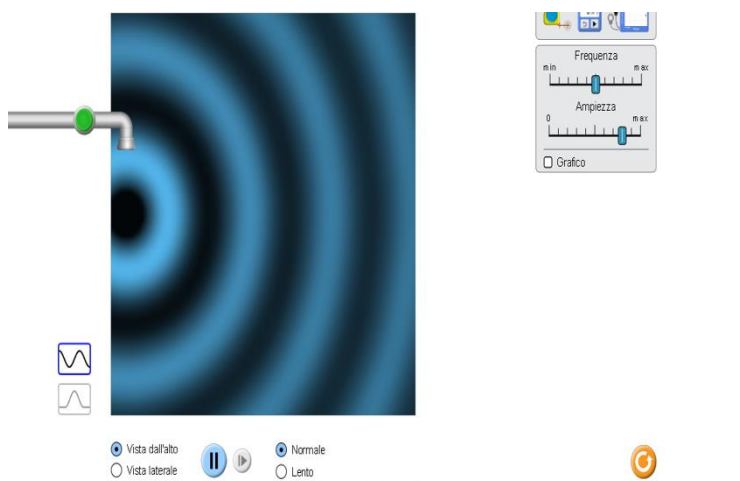 Frequenza
min max
Ampiezza
0 max
Grafico
Vista dall'alto
Vista laterale
Normale
Lento